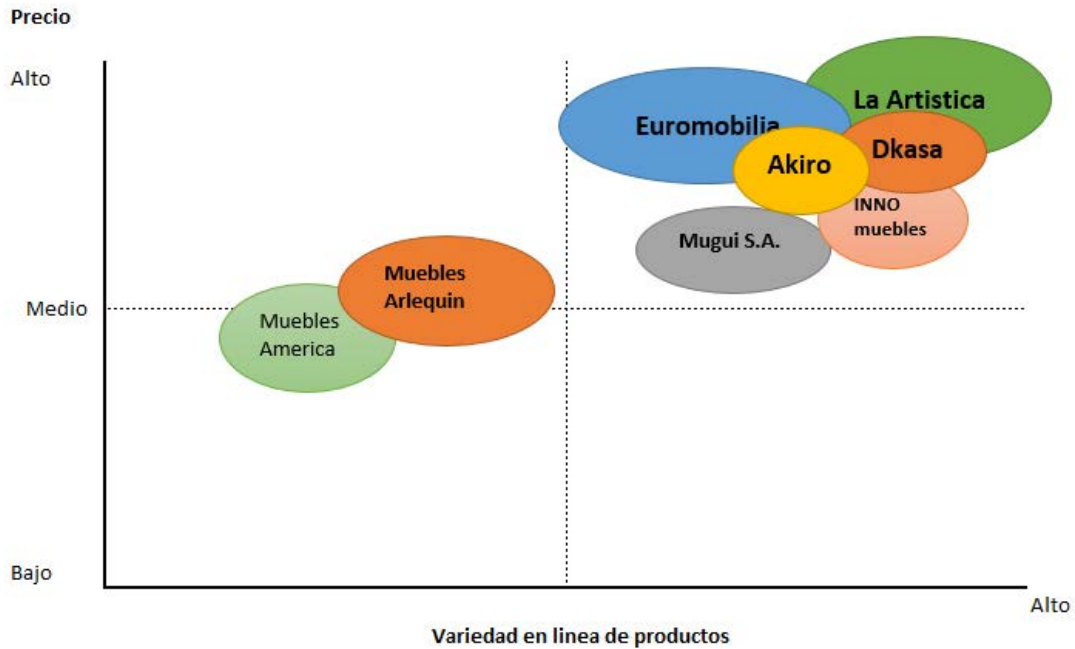 Precio
Alto
La Artistica
Euromobilia
Dkasa
Akiro
INNO
muebles
Mugui S.A.
Muebles
Arlequin
Medio
Muebles
America
Bajo
Alto
Variedad en linea de productos